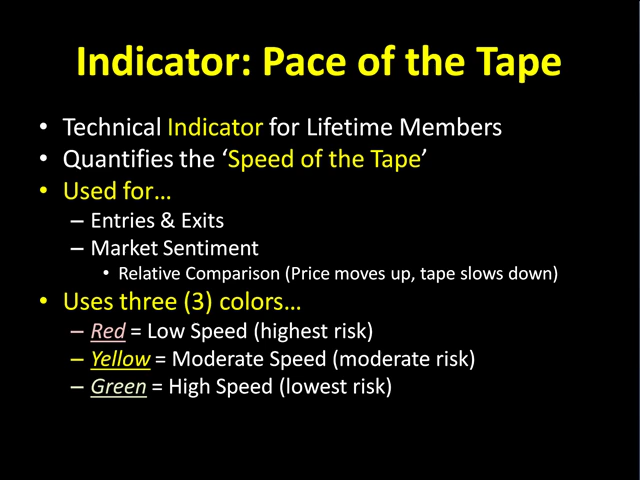 Indicator: Pace of the Tape
• Technical Indicator for Lifetime Members
• Quantifies the ‘Speed of the Tape’
• Used for…
– Entries & Exits
– Market Sentiment
• Relative Comparison (Price moves up, tape slows down)
• Uses three (3) colors…
– Red = Low Speed (highest risk)
– Yellow = Moderate Speed (moderate risk)
– Green = High Speed (lowest risk)